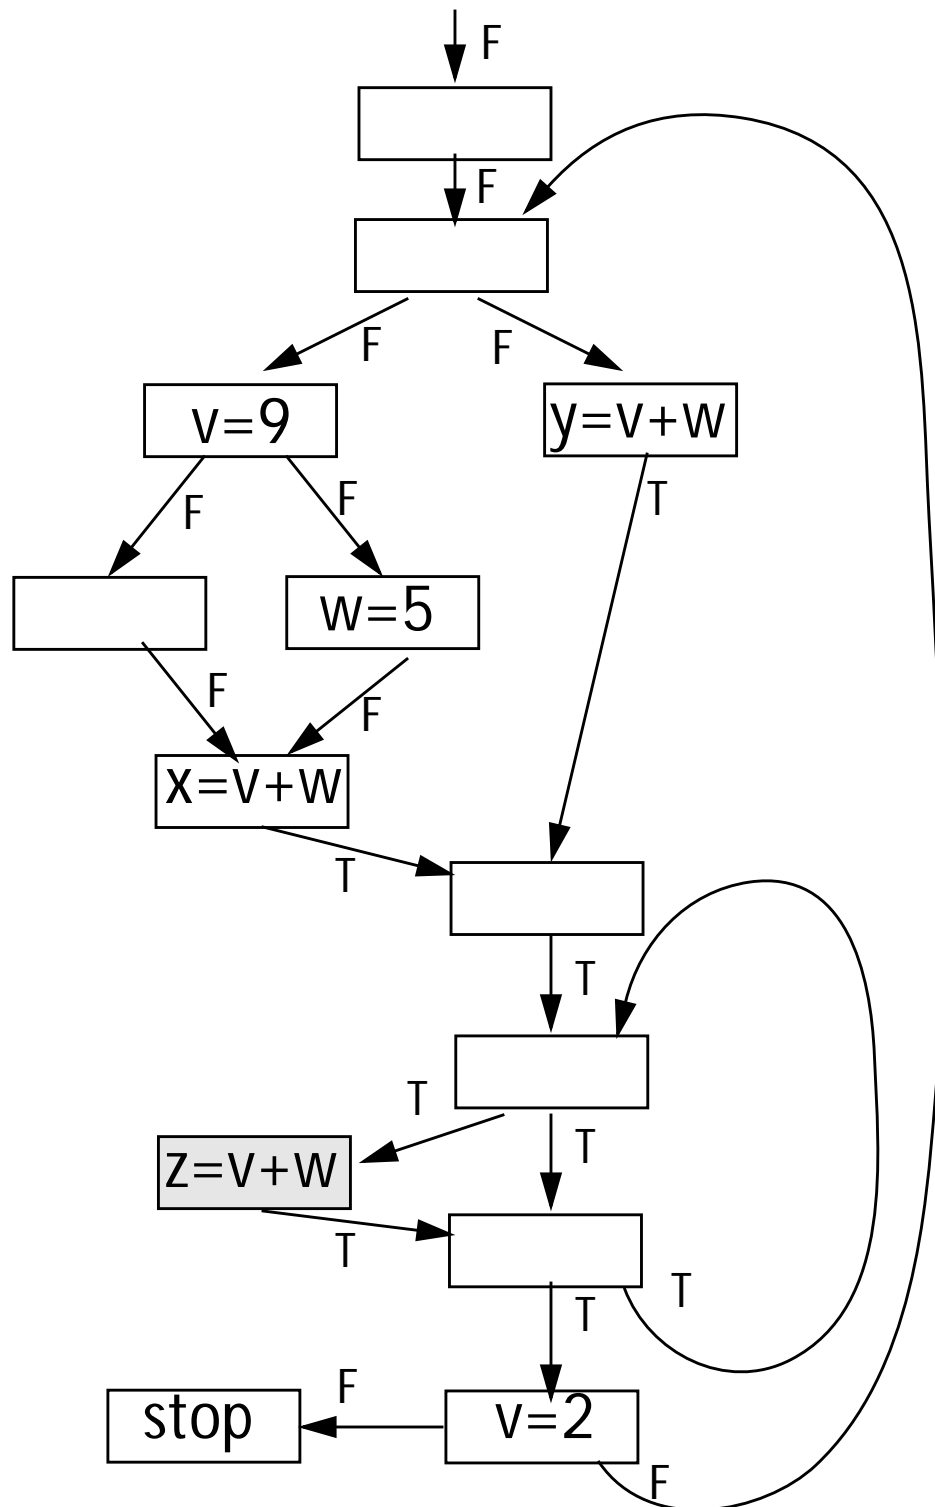 F
F
F F
v=9 y=v+w
F F T
w=5
F F
x=v+w
T
T
T T
z=v+w
T T
T
F
stop v=2
F